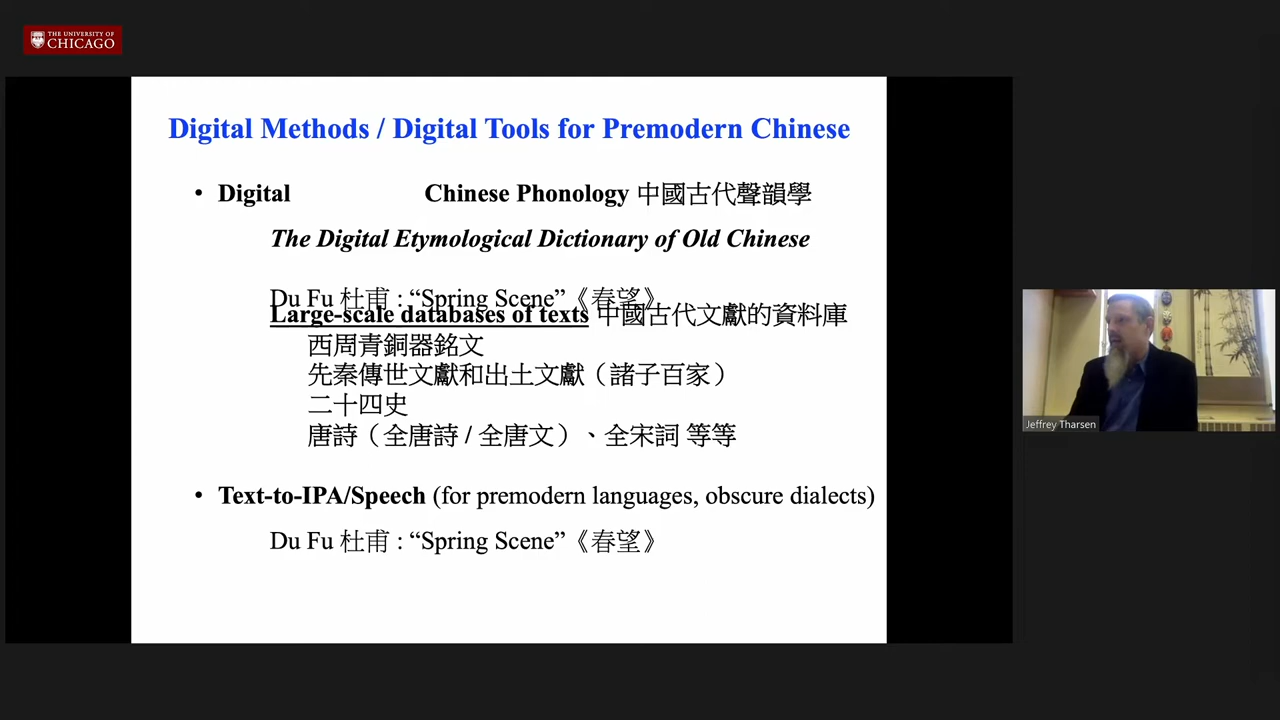 THE UNIVERSITY OF
CHICAGO
Digital Methods / Digital Tools for Premodern Chinese
• Digital Chinese Phonology 中國古代聲韻學
The Digital Etymological Dictionary of Old Chinese
Du Fu 杜甫 : “Spring Scene”《春望》
Large-scale databases of texts 中國古代文獻的資料庫
西周青銅器銘文
先秦傳世文獻和出土文獻（諸子百家）
二十四史
唐詩（全唐詩 / 全唐文）、全宋詞 等等
• Text-to-IPA/Speech (for premodern languages, obscure dialects)
Du Fu 杜甫 : “Spring Scene”《春望》
Jeffrey Tharsen